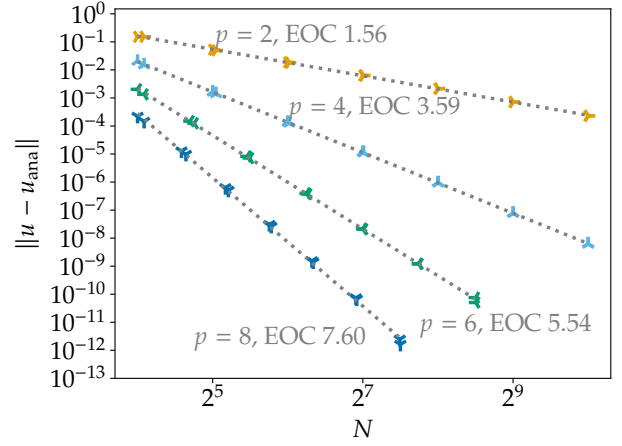 10^0
10^−1
10^−2
10^−3
10^−4
10^−5
10^−6
10^−7
10^−8
10^−9
10^−10
10^−11
10^−12
10^−13
‖u − u_ana‖
p = 2, EOC 1.56
p = 4, EOC 3.59
p = 6, EOC 5.54
p = 8, EOC 7.60
2^5 2^7 2^9
N